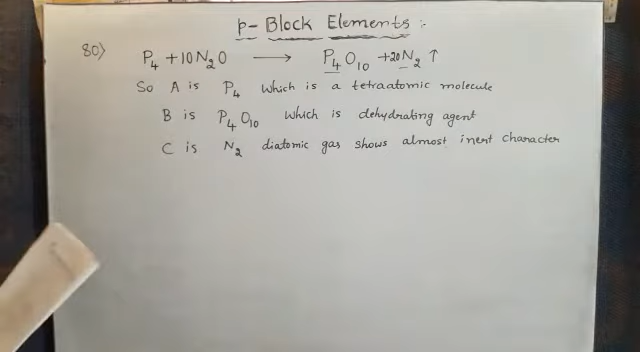 p-Block Elements :-
80) P₄ + 10N₂O ⟶ P₄O₁₀ + 20N₂ ↑
So A is P₄ which is a tetraatomic molecule
B is P₄O₁₀ which is dehydrating agent
C is N₂ diatomic gas shows almost inert character